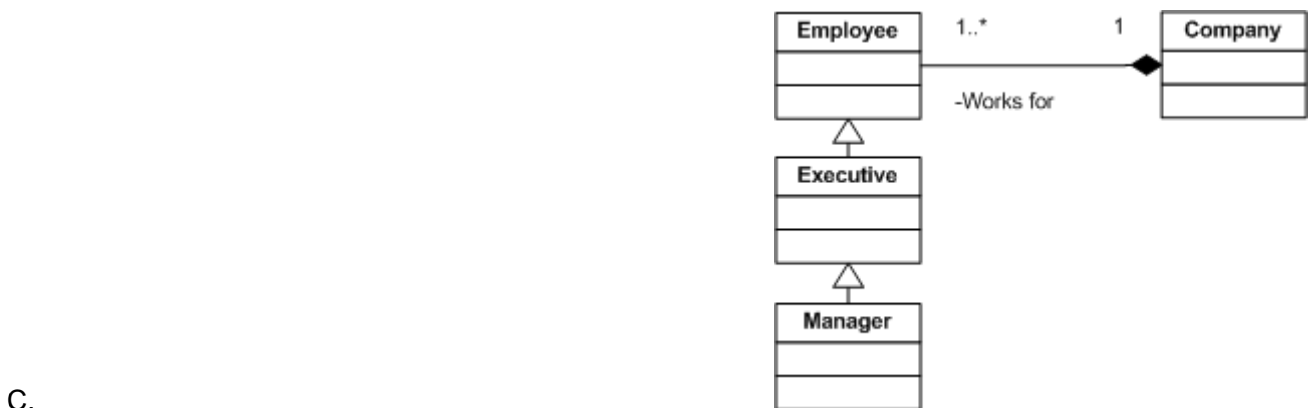 Employee 1..* 1 Company
-Works for
Executive
Manager
C.